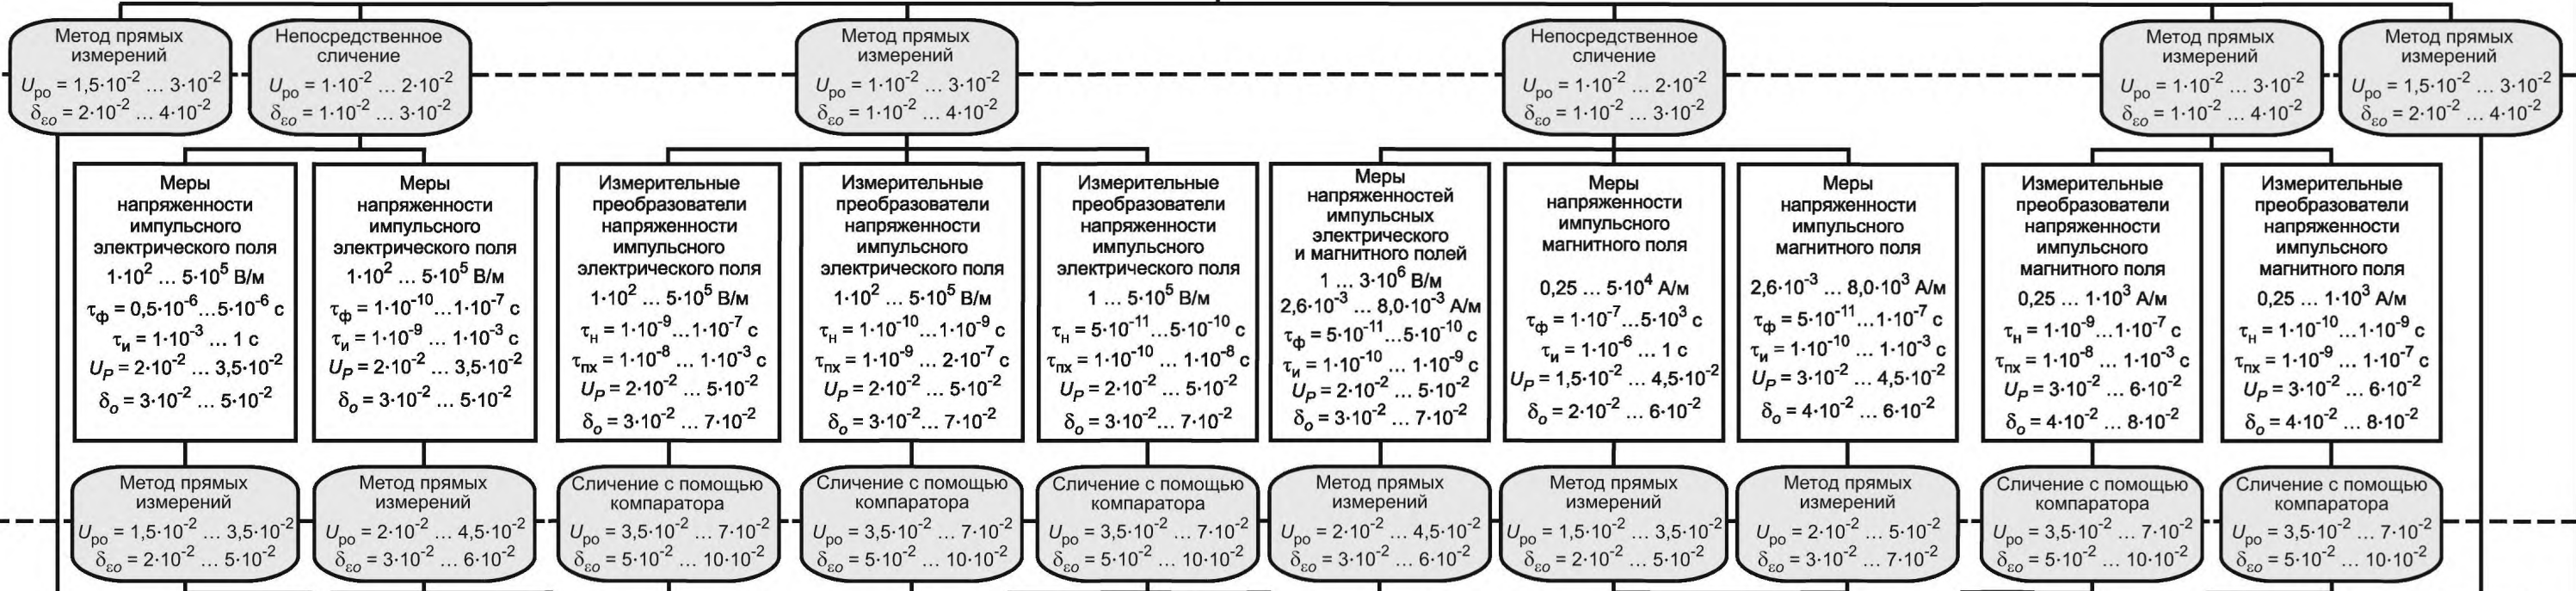 Метод прямых
измерений
Uро = 1,5·10⁻² … 3·10⁻²
δεо = 2·10⁻² … 4·10⁻²
Непосредственное
сличение
Uро = 1·10⁻² … 2·10⁻²
δεо = 1·10⁻² … 3·10⁻²
Метод прямых
измерений
Uро = 1·10⁻² … 3·10⁻²
δεо = 1·10⁻² … 4·10⁻²
Непосредственное
сличение
Uро = 1·10⁻² … 2·10⁻²
δεо = 1·10⁻² … 3·10⁻²
Метод прямых
измерений
Uро = 1·10⁻² … 3·10⁻²
δεо = 1·10⁻² … 4·10⁻²
Метод прямых
измерений
Uро = 1,5·10⁻² … 3·10⁻²
δεо = 2·10⁻² … 4·10⁻²
Меры
напряженности
импульсного
электрического поля
1·10² … 5·10⁵ В/м
τф = 0,5·10⁻⁶…5·10⁻⁶ с
τи = 1·10⁻³ … 1 с
UР = 2·10⁻² … 3,5·10⁻²
δо = 3·10⁻² … 5·10⁻²
Меры
напряженности
импульсного
электрического поля
1·10² … 5·10⁵ В/м
τф = 1·10⁻¹⁰…1·10⁻⁷ с
τи = 1·10⁻⁹ … 1·10⁻³ с
UР = 2·10⁻² … 3,5·10⁻²
δо = 3·10⁻² … 5·10⁻²
Измерительные
преобразователи
напряженности
импульсного
электрического поля
1·10² … 5·10⁵ В/м
τн = 1·10⁻⁹…1·10⁻⁷ с
τпх = 1·10⁻⁸ … 1·10⁻³ с
UР = 2·10⁻² … 5·10⁻²
δо = 3·10⁻² … 7·10⁻²
Измерительные
преобразователи
напряженности
импульсного
электрического поля
1·10² … 5·10⁵ В/м
τн = 1·10⁻¹⁰…1·10⁻⁹ с
τпх = 1·10⁻⁹ … 2·10⁻⁷ с
UР = 2·10⁻² … 5·10⁻²
δо = 3·10⁻²… 7·10⁻²
Измерительные
преобразователи
напряженности
импульсного
электрического поля
1 … 5·10⁵ В/м
τн = 5·10⁻¹¹…5·10⁻¹⁰ с
τпх = 1·10⁻¹⁰ … 1·10⁻⁸ с
UР = 2·10⁻² … 5·10⁻²
δо = 3·10⁻²… 7·10⁻²
Меры
напряженностей
импульсных
электрического
и магнитного полей
1 … 3·10⁶ В/м
2,6·10⁻³ … 8,0·10⁻³ А/м
τф = 5·10⁻¹¹…5·10⁻¹⁰ с
τи = 1·10⁻¹⁰ … 1·10⁻⁹ с
UР = 2·10⁻² … 5·10⁻²
δо = 3·10⁻² … 7·10⁻²
Меры
напряженности
импульсного
магнитного поля
0,25 … 5·10⁴ А/м
τф = 1·10⁻⁷…5·10³ с
τи = 1·10⁻⁶ … 1 с
UР = 1,5·10⁻² … 4,5·10⁻²
δо = 2·10⁻² … 6·10⁻²
Меры
напряженности
импульсного
магнитного поля
2,6·10⁻³ … 8,0·10³ А/м
τф = 5·10⁻¹¹…1·10⁻⁷ с
τи = 1·10⁻¹⁰ … 1·10⁻³ с
UР = 3·10⁻² … 4,5·10⁻²
δо = 4·10⁻² … 6·10⁻²
Измерительные
преобразователи
напряженности
импульсного
магнитного поля
0,25 … 1·10³ А/м
τн = 1·10⁻⁹…1·10⁻⁷ с
τпх = 1·10⁻⁸ … 1·10⁻³ с
UР = 3·10⁻² … 6·10⁻²
δо = 4·10⁻² … 8·10⁻²
Измерительные
преобразователи
напряженности
импульсного
магнитного поля
0,25 … 1·10³ А/м
τн = 1·10⁻¹⁰…1·10⁻⁹ с
τпх = 1·10⁻⁹ … 1·10⁻⁷ с
UР = 3·10⁻² … 6·10⁻²
δо = 4·10⁻² … 8·10⁻²
Метод прямых
измерений
Uро = 1,5·10⁻² … 3,5·10⁻²
δεо = 2·10⁻² … 5·10⁻²
Метод прямых
измерений
Uро = 2·10⁻² … 4,5·10⁻²
δεо = 3·10⁻² … 6·10⁻²
Сличение с помощью
компаратора
Uро = 3,5·10⁻² … 7·10⁻²
δεо = 5·10⁻² … 10·10⁻²
Сличение с помощью
компаратора
Uро = 3,5·10⁻² … 7·10⁻²
δεо = 5·10⁻² … 10·10⁻²
Сличение с помощью
компаратора
Uро = 3,5·10⁻² … 7·10⁻²
δεо = 5·10⁻² … 10·10⁻²
Метод прямых
измерений
Uро = 2·10⁻² … 4,5·10⁻²
δεо = 3·10⁻² … 6·10⁻²
Метод прямых
измерений
Uро = 1,5·10⁻² … 3,5·10⁻²
δεо = 2·10⁻² … 5·10⁻²
Метод прямых
измерений
Uро = 2·10⁻² … 5·10⁻²
δεо = 3·10⁻² … 7·10⁻²
Сличение с помощью
компаратора
Uро = 3,5·10⁻² … 7·10⁻²
δεо = 5·10⁻² … 10·10⁻²
Сличение с помощью
компаратора
Uро = 3,5·10⁻² … 7·10⁻²
δεо = 5·10⁻² … 10·10⁻²